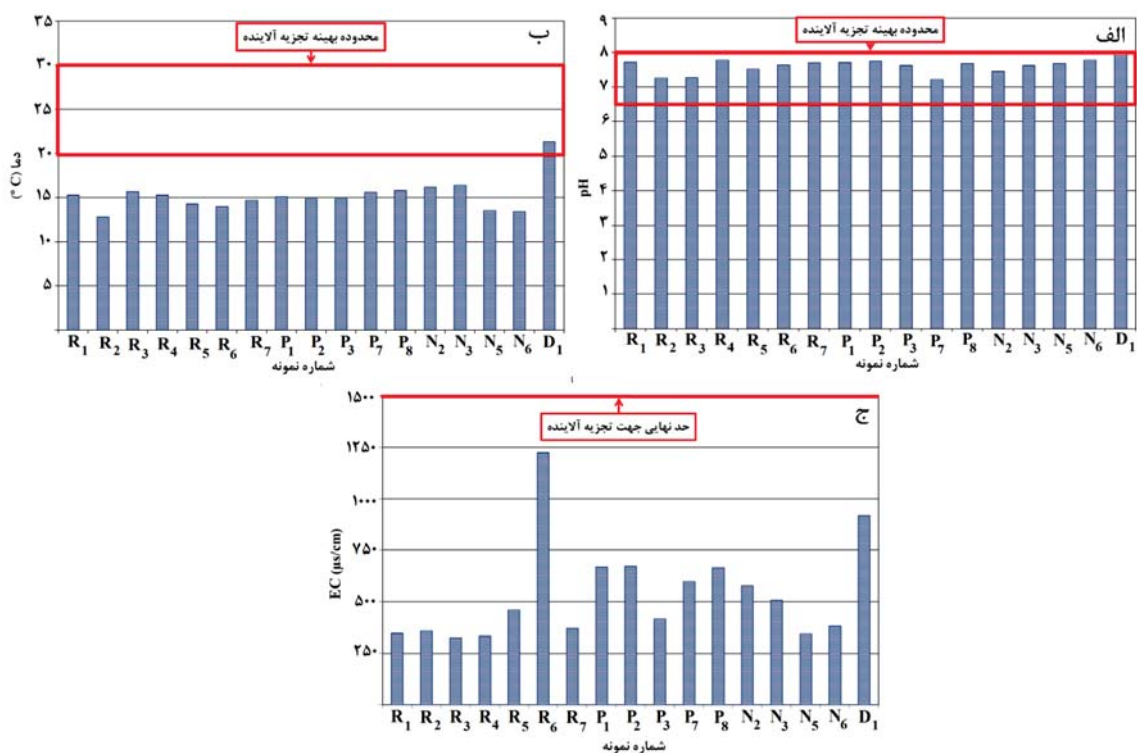 الف
محدوده بهینه تجزیه آلاینده
pH
۸
۷
۶
۵
۴
۳
۲
۱
R1 R2 R3 R4 R5 R6 R7 P1 P2 P3 P7 P8 N2 N3 N5 N6 D1
شماره نمونه
ب
محدوده بهینه تجزیه آلاینده
دما (° C)
۳۵
۳۰
۲۵
۲۰
۱۵
۱۰
۵
R1 R2 R3 R4 R5 R6 R7 P1 P2 P3 P7 P8 N2 N3 N5 N6 D1
شماره نمونه
ج
حد نهایی جهت تجزیه آلاینده
EC (µs/cm)
۱۵۰۰
۱۲۵۰
۱۰۰۰
۷۵۰
۵۰۰
۲۵۰
R1 R2 R3 R4 R5 R6 R7 P1 P2 P3 P7 P8 N2 N3 N5 N6 D1
شماره نمونه